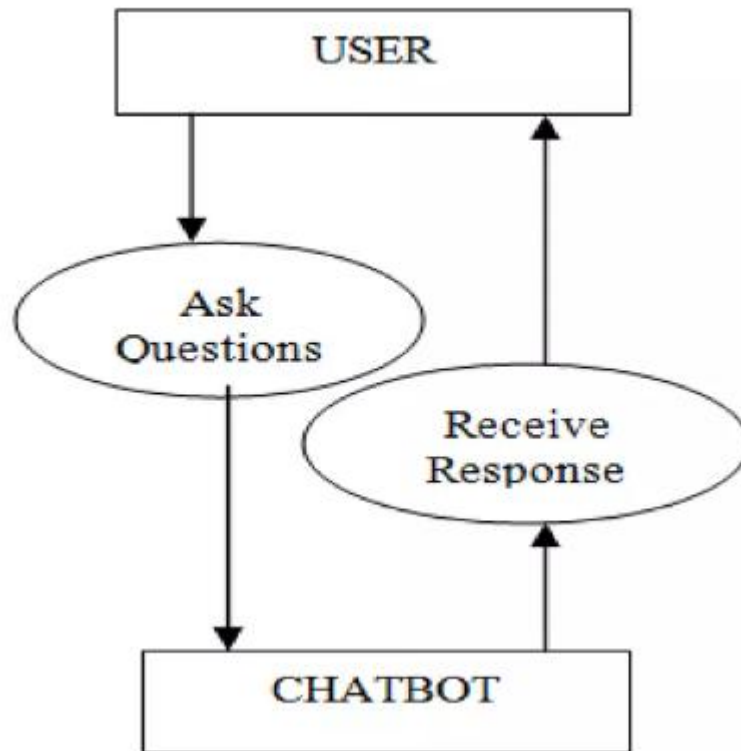 USER
Ask
Questions
Receive
Response
CHATBOT